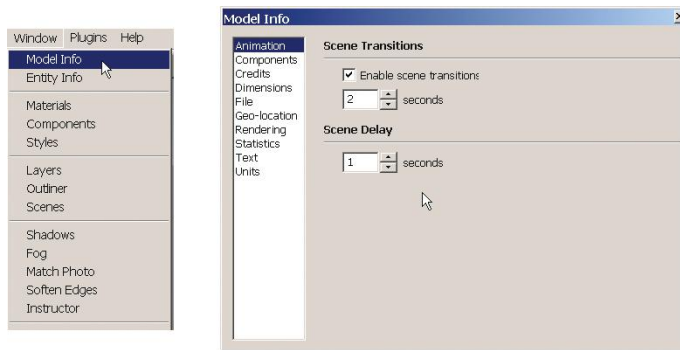 Window Plugins Help
Model Info
Entity Info
Materials
Components
Styles
Layers
Outliner
Scenes
Shadows
Fog
Match Photo
Soften Edges
Instructor
Model Info
Animation
Components
Credits
Dimensions
File
Geo-location
Rendering
Statistics
Text
Units
Scene Transitions
Enable scene transitions
2 seconds
Scene Delay
1 seconds